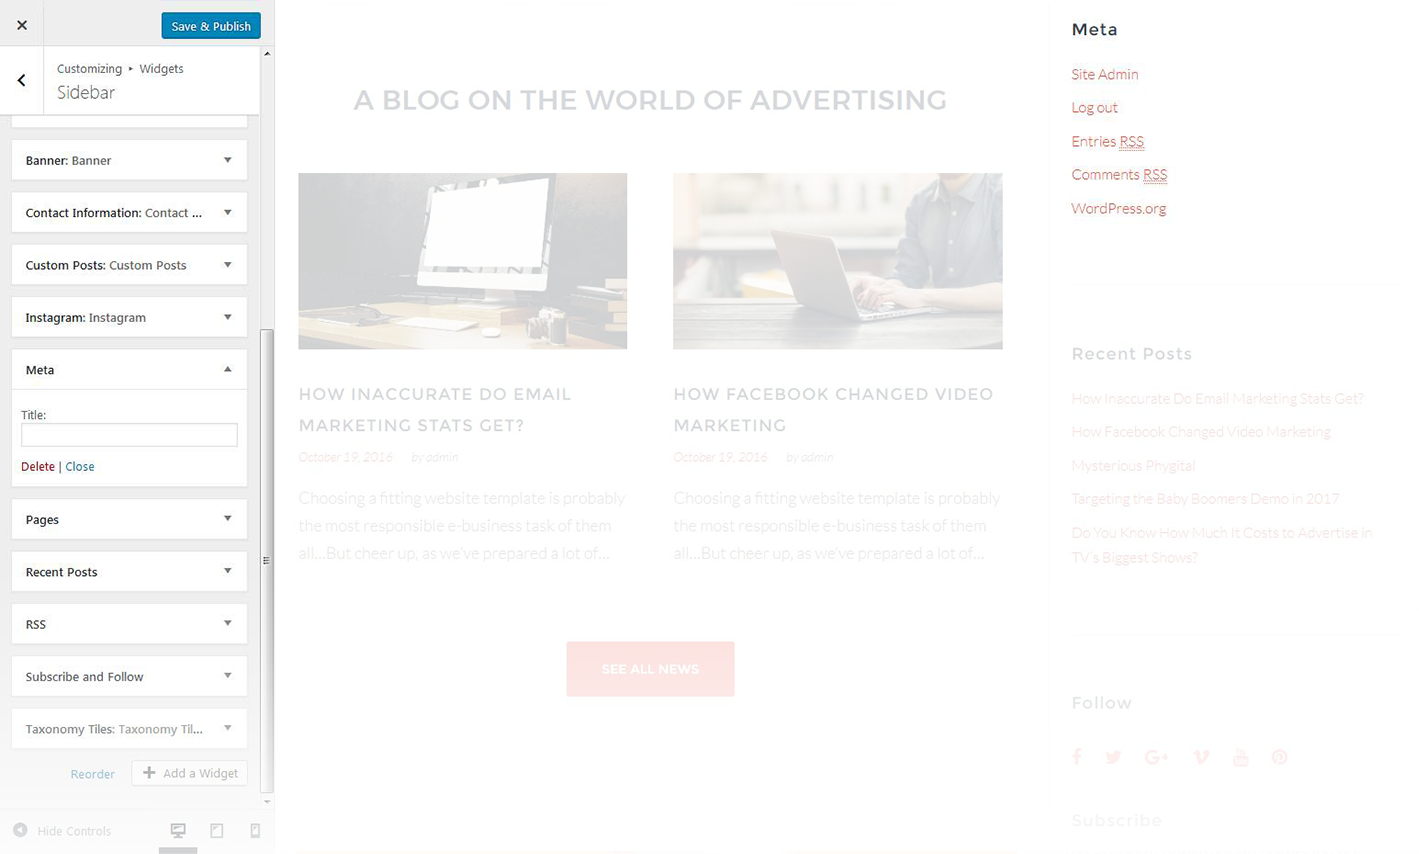 Save & Publish
Customizing ▸ Widgets
Sidebar
Banner: Banner
Contact Information: Contact ...
Custom Posts: Custom Posts
Instagram: Instagram
Meta
Title:
Delete | Close
Pages
Recent Posts
RSS
Subscribe and Follow
Taxonomy Tiles: Taxonomy Til...
Reorder
Add a Widget
Hide Controls
A BLOG ON THE WORLD OF ADVERTISING
HOW INACCURATE DO EMAIL
MARKETING STATS GET?
October 19, 2016 by admin
Choosing a fitting website template is probably
the most responsible e-business task of them
all…But cheer up, as we've prepared a lot of…
HOW FACEBOOK CHANGED VIDEO
MARKETING
October 19, 2016 by admin
Choosing a fitting website template is probably
the most responsible e-business task of them
all…But cheer up, as we've prepared a lot of…
SEE ALL NEWS
Meta
Site Admin
Log out
Entries RSS
Comments RSS
WordPress.org
Recent Posts
How Inaccurate Do Email Marketing Stats Get?
How Facebook Changed Video Marketing
Mysterious Phygital
Targeting the Baby Boomers Demo in 2017
Do You Know How Much It Costs to Advertise in
TV's Biggest Shows?
Follow
Subscribe